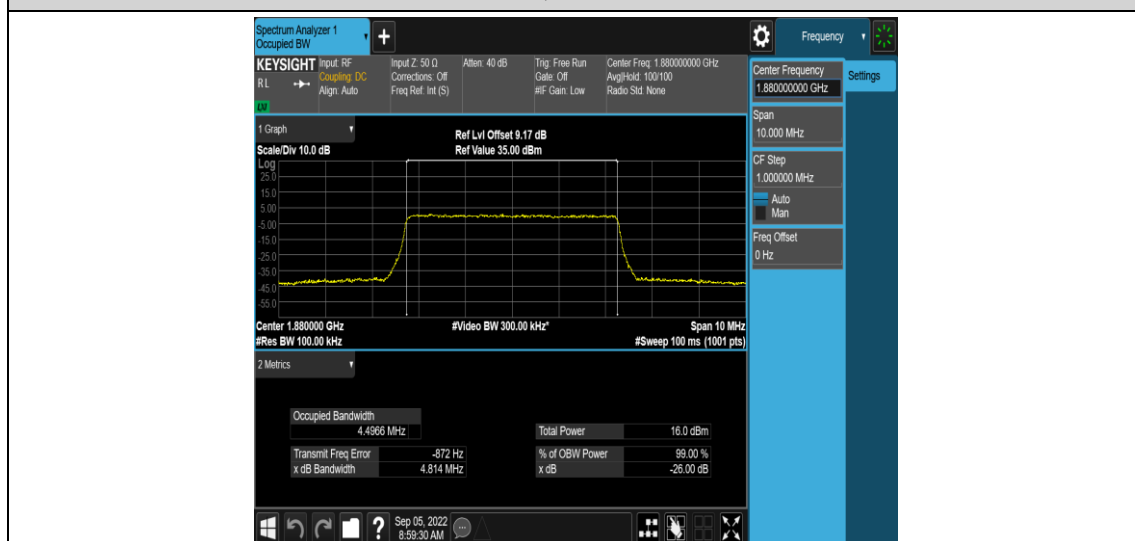 Spectrum Analyzer 1
Occupied BW
+
Frequency
KEYSIGHT
RL
LXI
Input: RF
Coupling: DC
Align: Auto
Input Z: 50 Ω
Corrections: Off
Freq Ref: Int (S)
Atten: 40 dB
Trig: Free Run
Gate: Off
#IF Gain: Low
Center Freq: 1.880000000 GHz
Avg|Hold: 100/100
Radio Std: None
Center Frequency
1.880000000 GHz
Settings
Span
10.000 MHz
CF Step
1.000000 MHz
Auto
Man
Freq Offset
0 Hz
1 Graph
Ref Lvl Offset 9.17 dB
Scale/Div 10.0 dB
Ref Value 35.00 dBm
Log
25.0
15.0
5.00
-5.00
-15.0
-25.0
-35.0
-45.0
-55.0
Center 1.880000 GHz
#Video BW 300.00 kHz*
Span 10 MHz
#Res BW 100.00 kHz
#Sweep 100 ms (1001 pts)
2 Metrics
Occupied Bandwidth
4.4966 MHz
Total Power 16.0 dBm
Transmit Freq Error -872 Hz
% of OBW Power 99.00 %
x dB Bandwidth 4.814 MHz
x dB -26.00 dB
?
Sep 05, 2022
8:59:30 AM